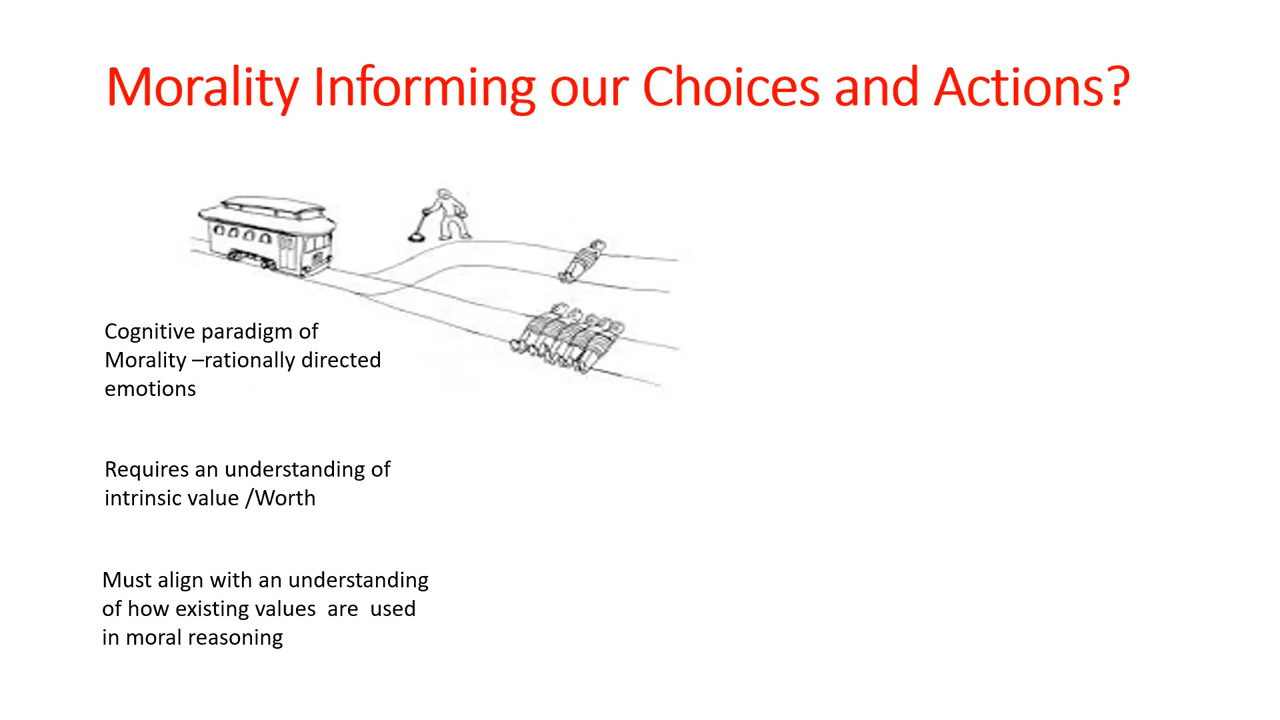 Morality Informing our Choices and Actions?
Cognitive paradigm of
Morality –rationally directed
emotions
Requires an understanding of
intrinsic value /Worth
Must align with an understanding
of how existing values  are  used
in moral reasoning